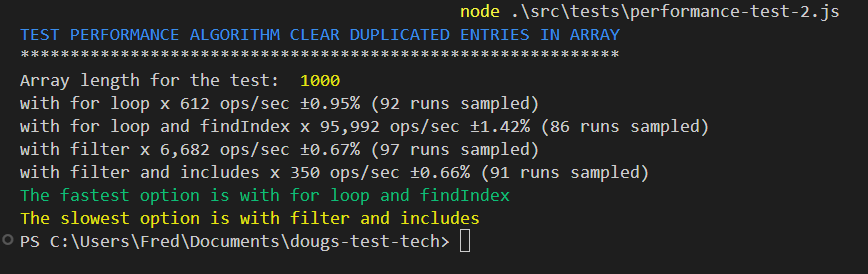 node .\src\tests\performance-test-2.js
TEST PERFORMANCE ALGORITHM CLEAR DUPLICATED ENTRIES IN ARRAY
************************************************************
Array length for the test:  1000
with for loop x 612 ops/sec ±0.95% (92 runs sampled)
with for loop and findIndex x 95,992 ops/sec ±1.42% (86 runs sampled)
with filter x 6,682 ops/sec ±0.67% (97 runs sampled)
with filter and includes x 350 ops/sec ±0.66% (91 runs sampled)
The fastest option is with for loop and findIndex
The slowest option is with filter and includes
PS C:\Users\Fred\Documents\dougs-test-tech>